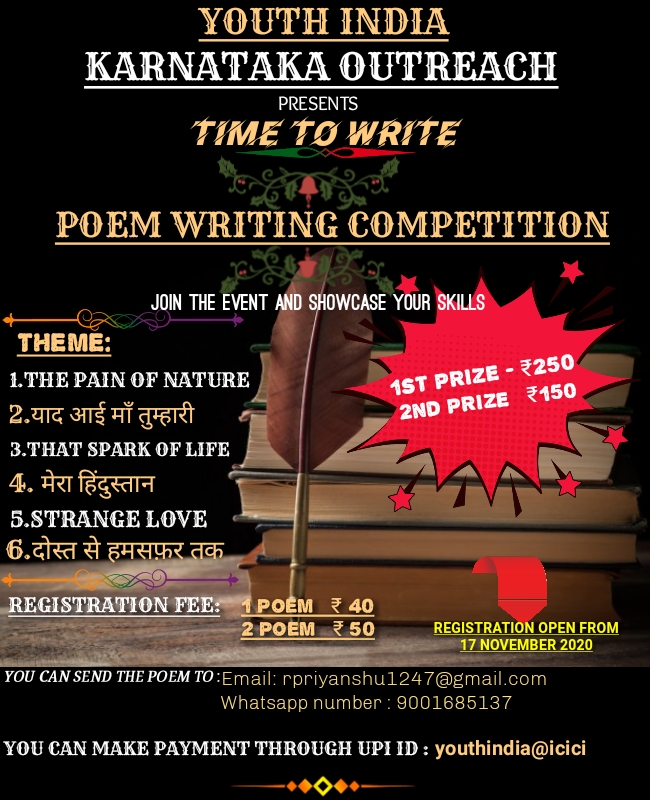 YOUTH INDIA
KARNATAKA OUTREACH
PRESENTS
TIME TO WRITE
POEM WRITING COMPETITION
JOIN THE EVENT AND SHOWCASE YOUR SKILLS
THEME:
1.THE PAIN OF NATURE
2.याद आई माँ तुम्हारी
3.THAT SPARK OF LIFE
4. मेरा हिंदुस्तान
5.STRANGE LOVE
6.दोस्त से हमसफ़र तक
1ST PRIZE - ₹250
2ND PRIZE ₹150
REGISTRATION FEE:
1 POEM ₹ 40
2 POEM ₹ 50
REGISTRATION OPEN FROM
17 NOVEMBER 2020
YOU CAN SEND THE POEM TO : Email: rpriyanshu1247@gmail.com
Whatsapp number : 9001685137
YOU CAN MAKE PAYMENT THROUGH UPI ID : youthindia@icici